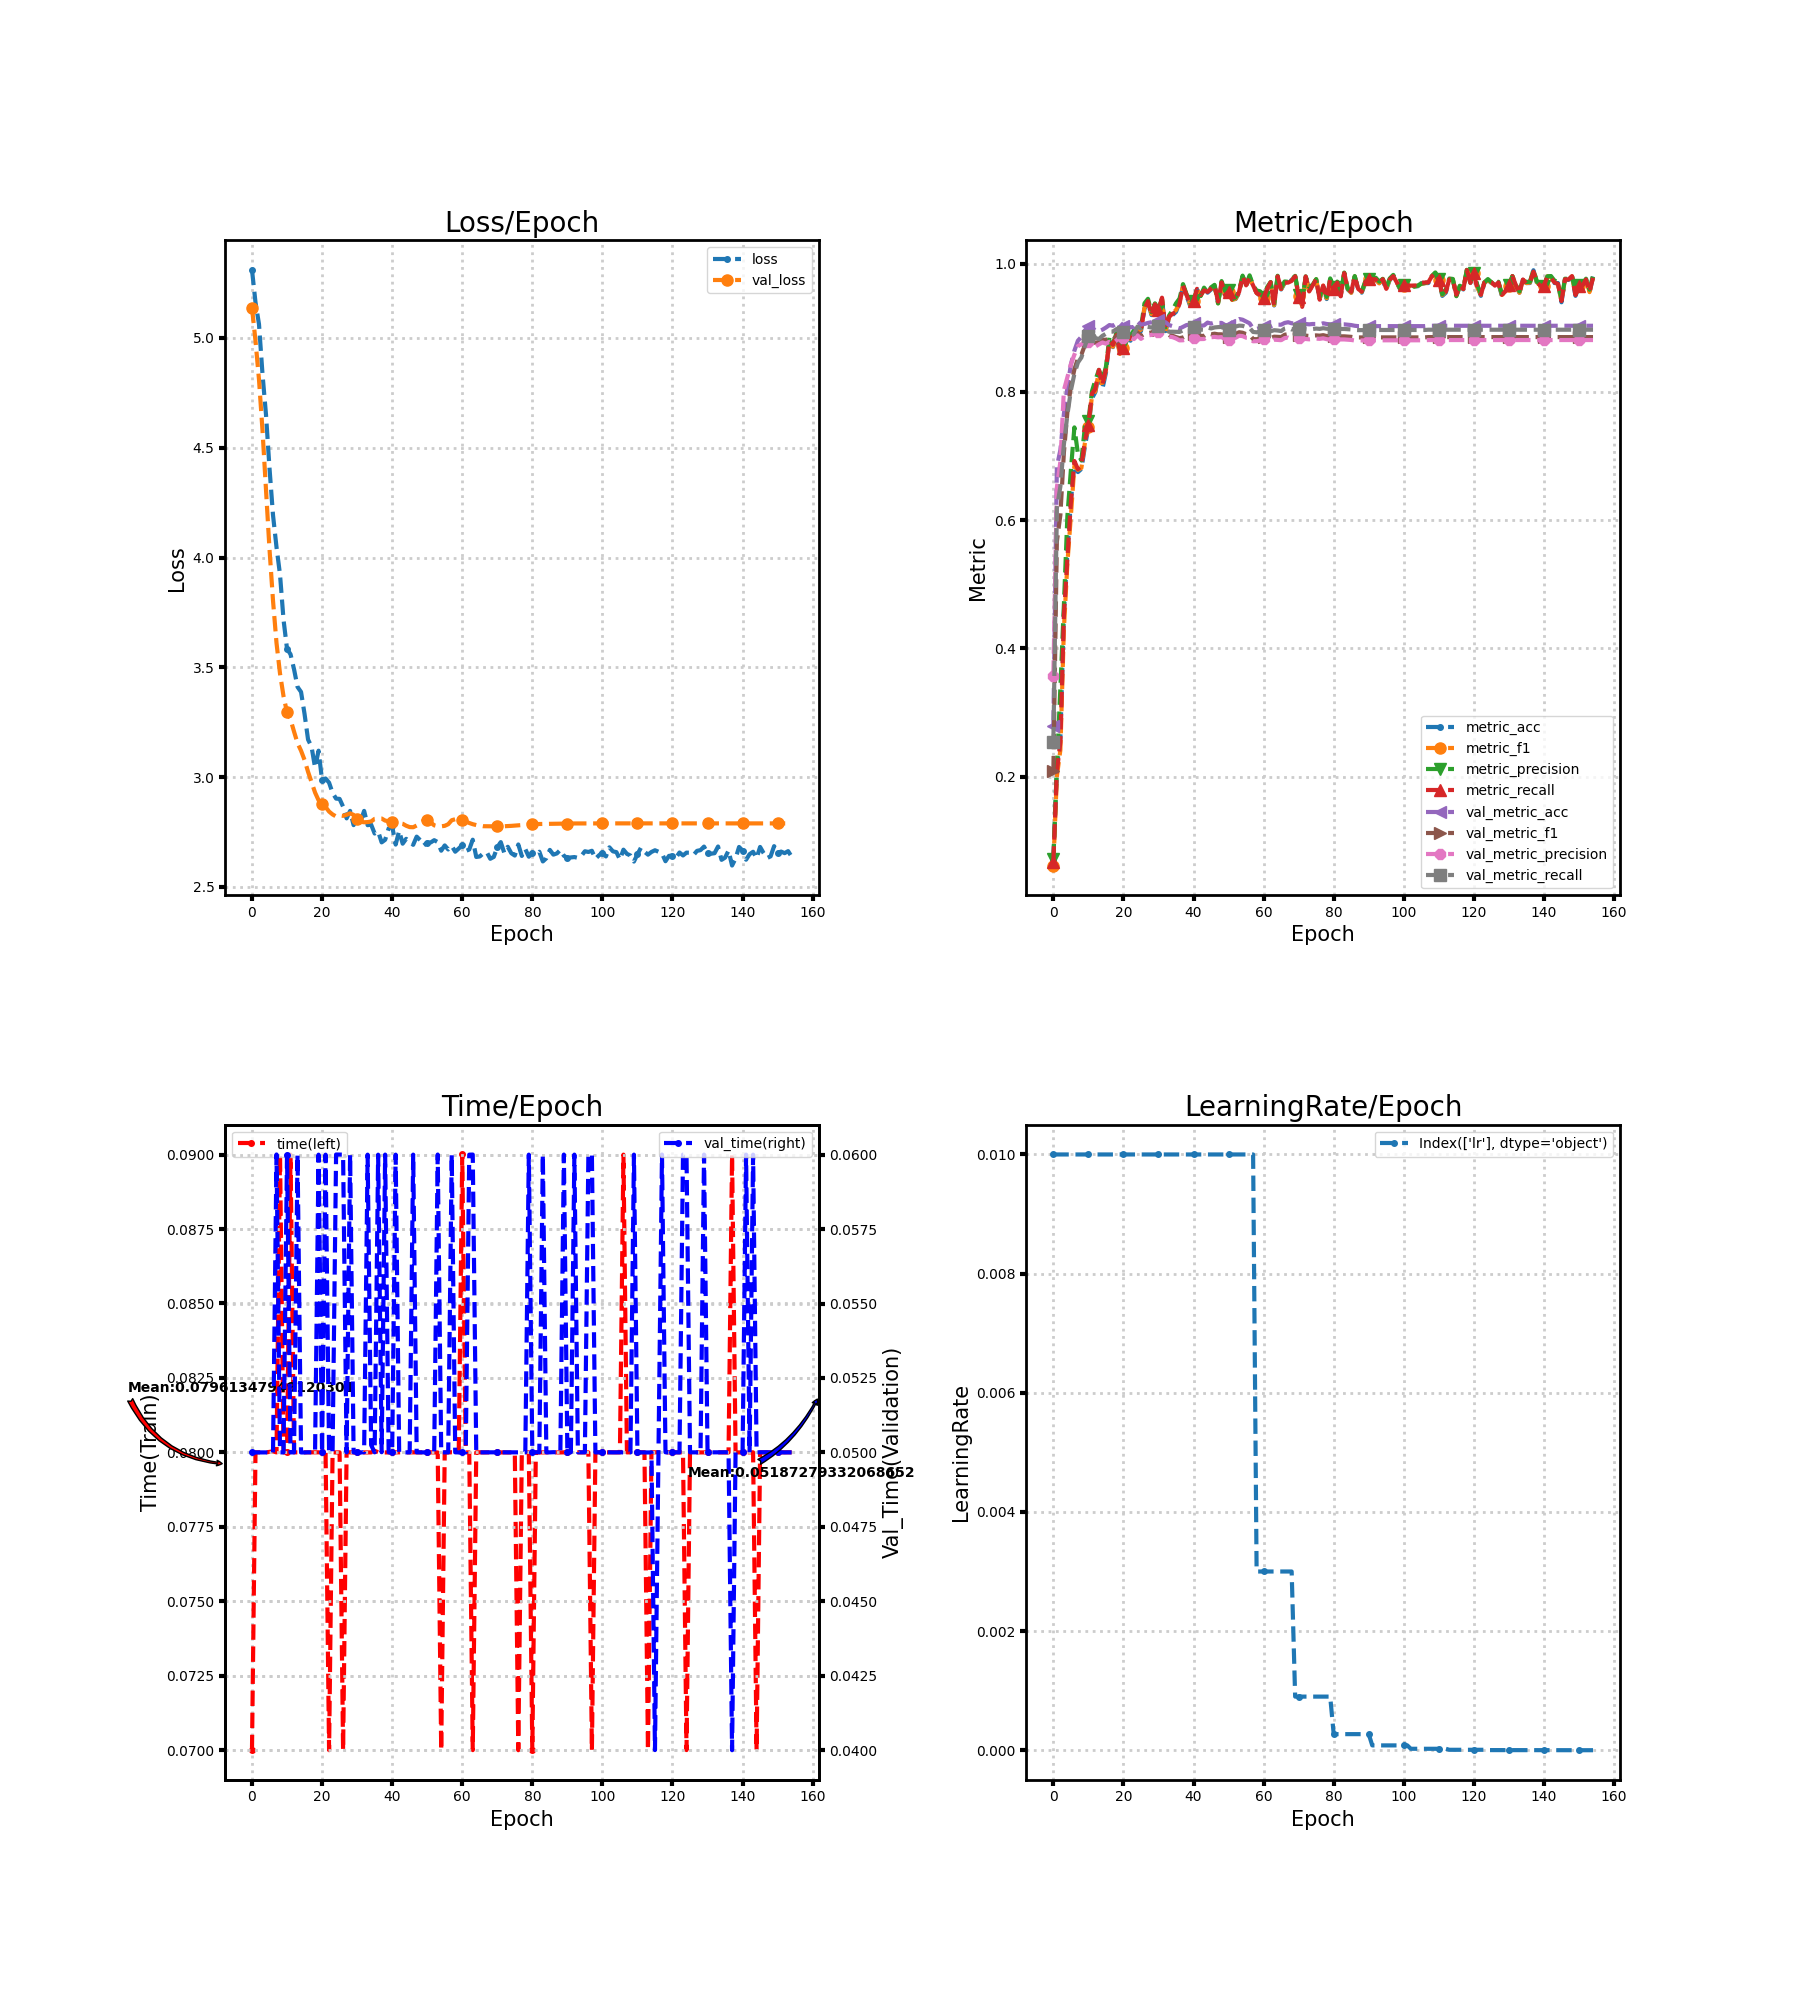 Loss/Epoch
loss
val_loss
5.0
4.5
4.0
3.5
3.0
2.5
Loss
0
20
40
60
80
100
120
140
160
Epoch
Metric/Epoch
1.0
0.8
0.6
0.4
0.2
Metric
metric_acc
metric_f1
metric_precision
metric_recall
val_metric_acc
val_metric_f1
val_metric_precision
val_metric_recall
0
20
40
60
80
100
120
140
160
Epoch
Time/Epoch
time(left)
val_time(right)
0.0900
0.0875
0.0850
0.0825
0.0800
0.0775
0.0750
0.0725
0.0700
Time(Train)
0.0600
0.0575
0.0550
0.0525
0.0500
0.0475
0.0450
0.0425
0.0400
Val_Time(Validation)
Mean:0.05187279332068652
0
20
40
60
80
100
120
140
160
Epoch
LearningRate/Epoch
Index(['lr'], dtype='object')
0.010
0.008
0.006
0.004
0.002
0.000
LearningRate
0
20
40
60
80
100
120
140
160
Epoch